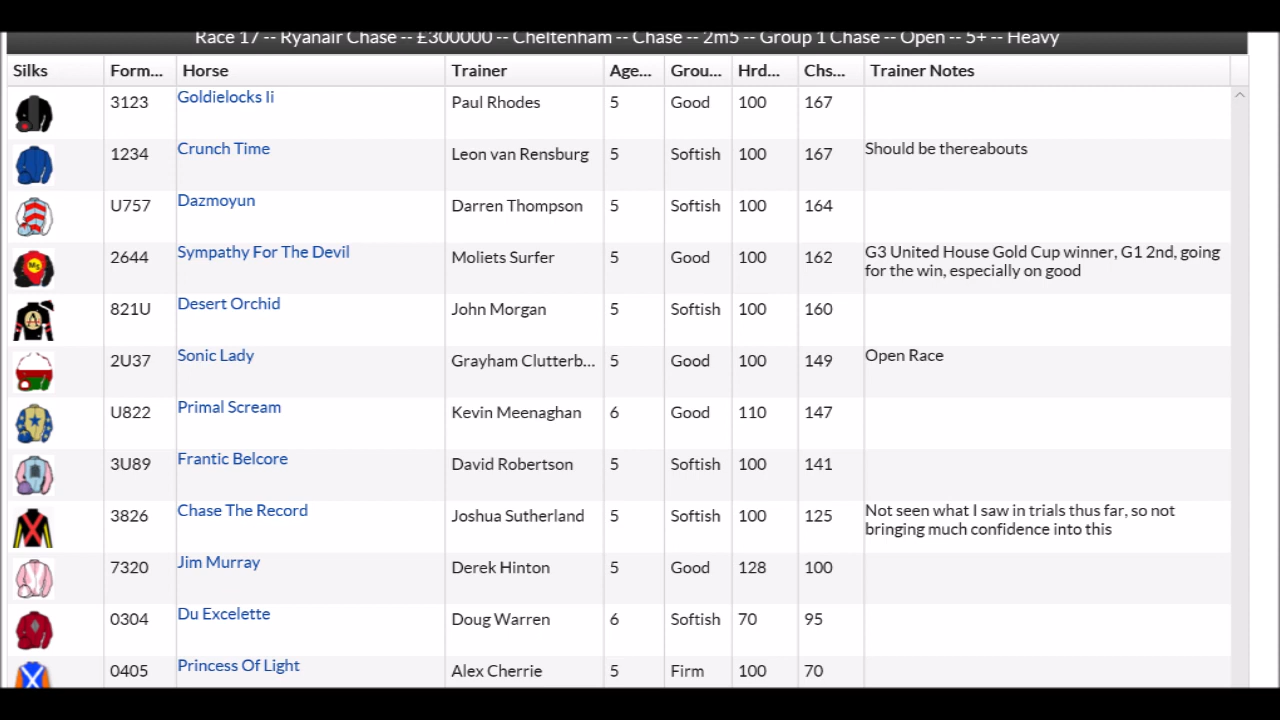 Race 17 -- Ryanair Chase -- £300000 -- Cheltenham -- Chase -- 2m5 -- Group 1 Chase -- Open -- 5+ -- Heavy
Silks Form... Horse Trainer Age... Grou... Hrd... Chs... Trainer Notes
3123 Goldielocks Ii Paul Rhodes 5 Good 100 167
1234 Crunch Time Leon van Rensburg 5 Softish 100 167 Should be thereabouts
U757 Dazmoyun Darren Thompson 5 Softish 100 164
2644 Sympathy For The Devil Moliets Surfer 5 Good 100 162 G3 United House Gold Cup winner, G1 2nd, going
for the win, especially on good
821U Desert Orchid John Morgan 5 Softish 100 160
2U37 Sonic Lady Grayham Clutterb... 5 Good 100 149 Open Race
U822 Primal Scream Kevin Meenaghan 6 Good 110 147
3U89 Frantic Belcore David Robertson 5 Softish 100 141
3826 Chase The Record Joshua Sutherland 5 Softish 100 125 Not seen what I saw in trials thus far, so not
bringing much confidence into this
7320 Jim Murray Derek Hinton 5 Good 128 100
0304 Du Excelette Doug Warren 6 Softish 70 95
0405 Princess Of Light Alex Cherrie 5 Firm 100 70